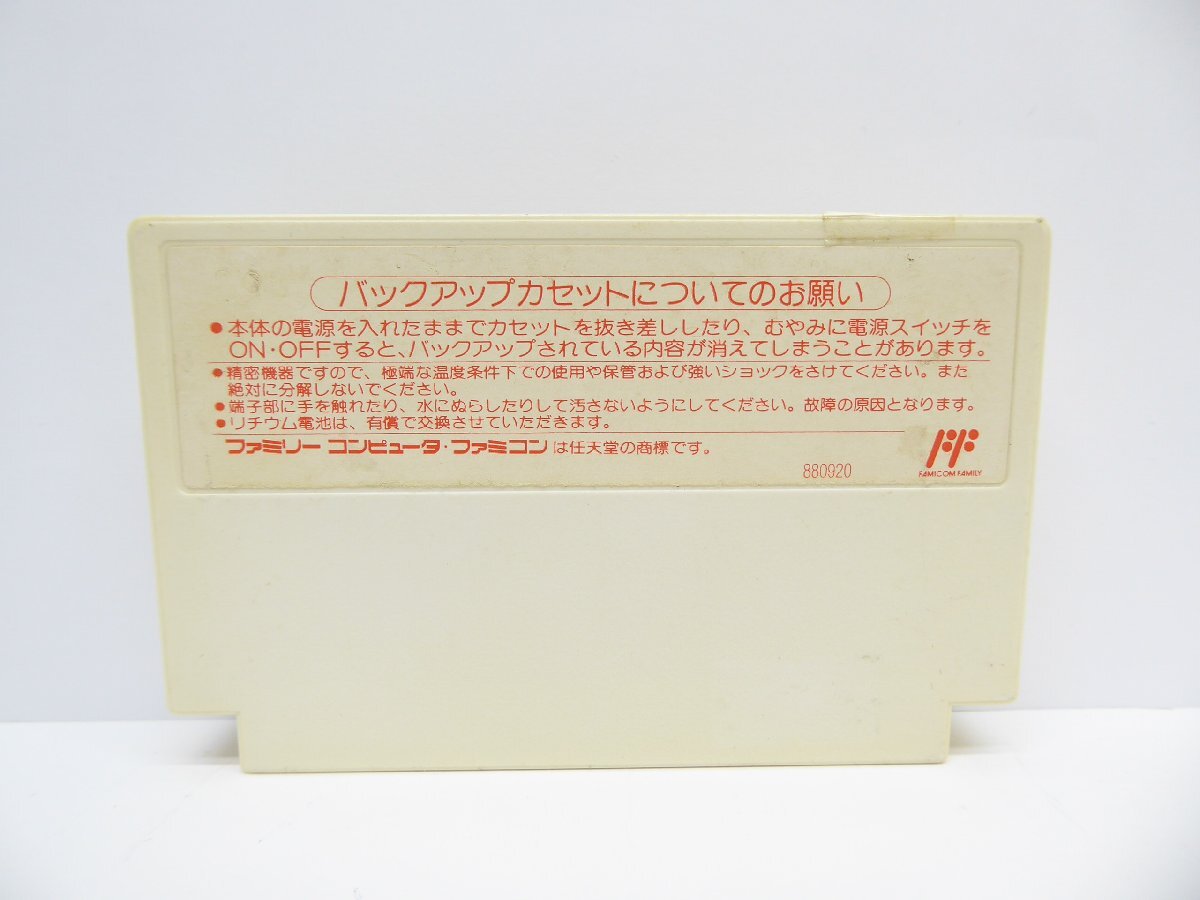 バックアップカセットについてのお願い
●本体の電源を入れたままでカセットを抜き差ししたり、むやみに電源スイッチを
ON・OFFすると、バックアップされている内容が消えてしまうことがあります。
●精密機器ですので、極端な温度条件下での使用や保管および強いショックをさけてください。また
絶対に分解しないでください。
●端子部に手を触れたり、水にぬらしたりして汚さないようにしてください。故障の原因となります。
●リチウム電池は、有償で交換させていただきます。
ファミリーコンピュータ・ファミコンは任天堂の商標です。
880920
FAMICOM FAMILY